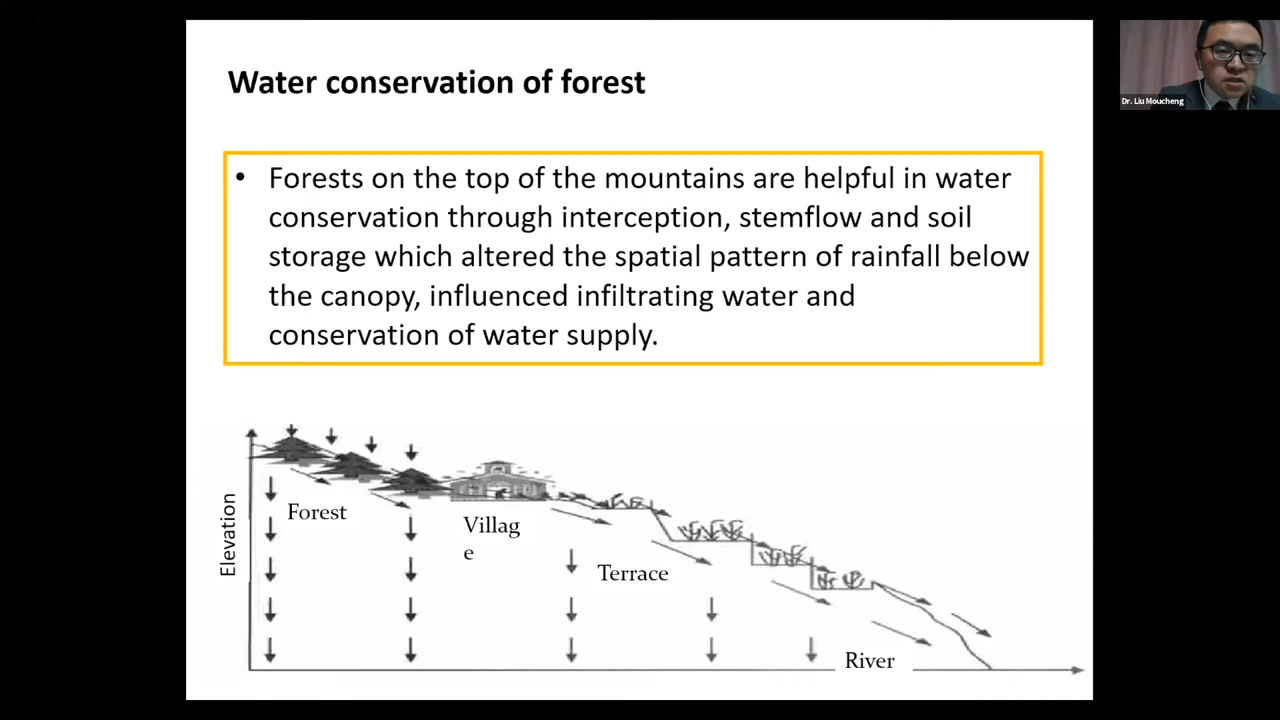 Water conservation of forest
Dr. Liu Moucheng
• Forests on the top of the mountains are helpful in water
conservation through interception, stemflow and soil
storage which altered the spatial pattern of rainfall below
the canopy, influenced infiltrating water and
conservation of water supply.
Elevation
Forest
Villag
e
Terrace
River